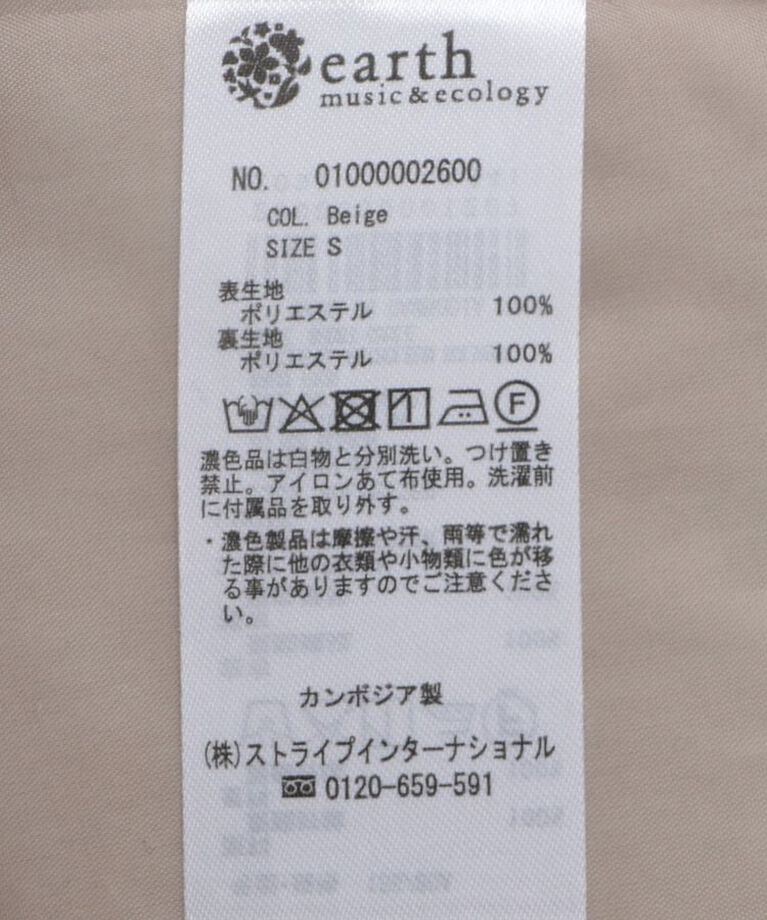 earth
music&ecology
NO. 01000002600
COL. Beige
SIZE S
表生地
ポリエステル 100%
裏生地
ポリエステル 100%
F
濃色品は白物と分別洗い。つけ置き
禁止。アイロンあて布使用。洗濯前
に付属品を取り外す。
・濃色製品は摩擦や汗、雨等で濡れ
た際に他の衣類や小物類に色が移
る事がありますのでご注意くださ
い。
カンボジア製
(株)ストライプインターナショナル
0120-659-591